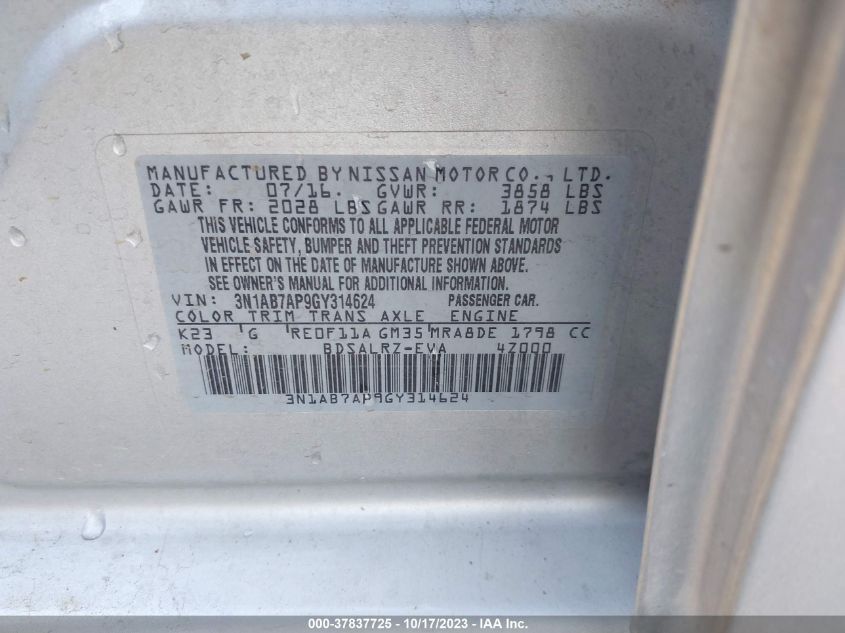 MANUFACTURED BY NISSAN MOTOR CO., LTD.
DATE: 07/16. GVWR: 3858 LBS
GAWR FR: 2028 LBS GAWR RR: 1874 LBS
THIS VEHICLE CONFORMS TO ALL APPLICABLE FEDERAL MOTOR
VEHICLE SAFETY, BUMPER AND THEFT PREVENTION STANDARDS
IN EFFECT ON THE DATE OF MANUFACTURE SHOWN ABOVE.
SEE OWNER'S MANUAL FOR ADDITIONAL INFORMATION.
VIN: 3N1AB7AP9GY314624 PASSENGER CAR.
COLOR TRIM TRANS AXLE ENGINE
K23 G RE0F11A GM35 MRA8DE 1798 CC
MODEL: BDSALRZ-EVA 4Z000
3N1AB7AP9GY314624
000-37837725 - 10/17/2023 - IAA Inc.